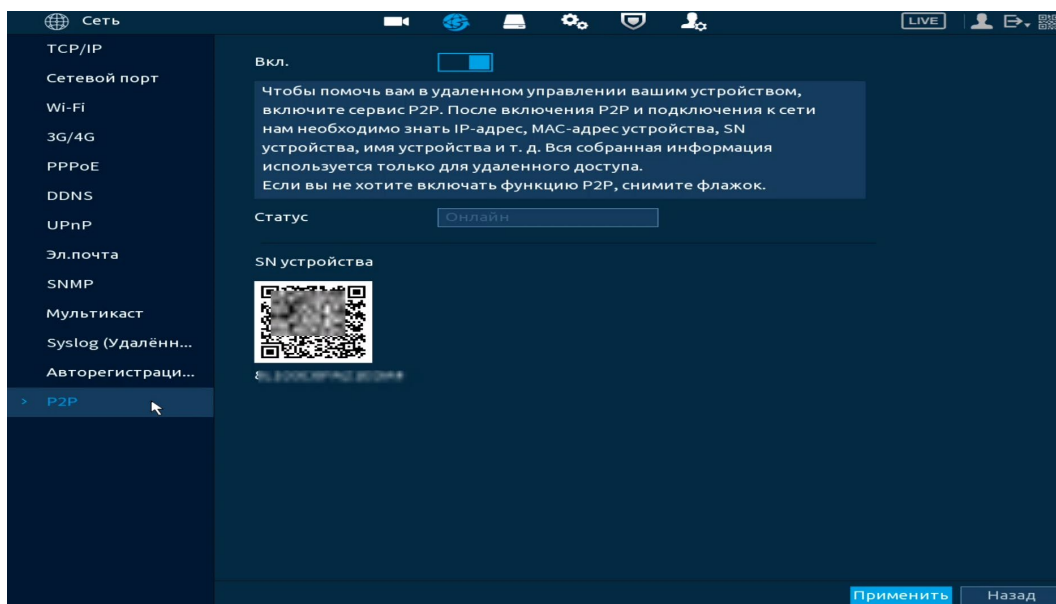 Сеть
LIVE
TCP/IP
Сетевой порт
Wi-Fi
3G/4G
PPPoE
DDNS
UPnP
Эл.почта
SNMP
Мультикаст
Syslog (Удалённ...
Авторегистраци...
> P2P
Вкл.
Чтобы помочь вам в удаленном управлении вашим устройством,
включите сервис P2P. После включения P2P и подключения к сети
нам необходимо знать IP-адрес, MAC-адрес устройства, SN
устройства, имя устройства и т. д. Вся собранная информация
используется только для удаленного доступа.
Если вы не хотите включать функцию P2P, снимите флажок.
Статус
Онлайн
SN устройства
Применить
Назад